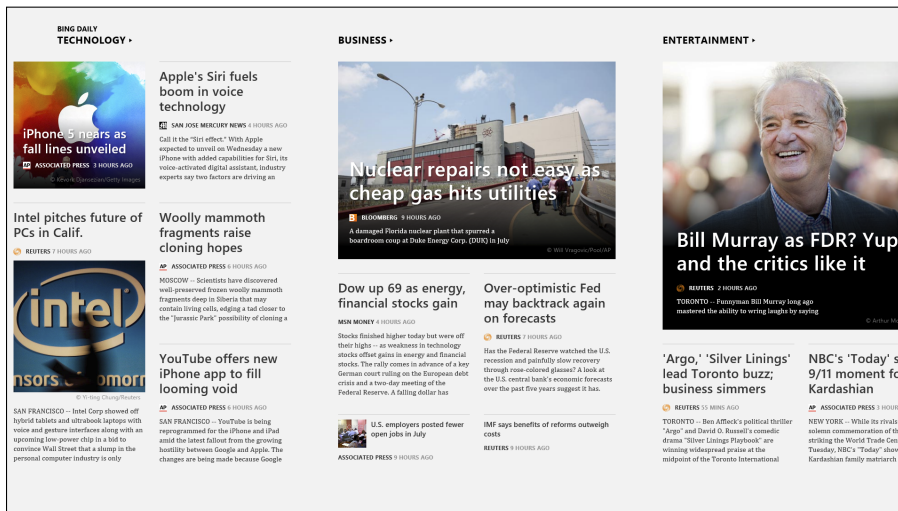 BING DAILY
TECHNOLOGY ▸
iPhone 5 nears as
fall lines unveiled
AP ASSOCIATED PRESS 3 HOURS AGO
© Kevork Djansezian/Getty Images
Intel pitches future of
PCs in Calif.
REUTERS 7 HOURS AGO
intel
nsors
omorr
© Yi-ting Chung/Reuters
SAN FRANCISCO -- Intel Corp showed off
hybrid tablets and ultrabook laptops with
voice and gesture interfaces along with an
upcoming low-power chip in a bid to
convince Wall Street that a slump in the
personal computer industry is only
Apple's Siri fuels
boom in voice
technology
SAN JOSE MERCURY NEWS 4 HOURS AGO
Call it the "Siri effect." With Apple
expected to unveil on Wednesday a new
iPhone with added capabilities for Siri, its
voice-activated digital assistant, industry
experts say two factors are driving an
Woolly mammoth
fragments raise
cloning hopes
AP ASSOCIATED PRESS 6 HOURS AGO
MOSCOW -- Scientists have discovered
well-preserved frozen woolly mammoth
fragments deep in Siberia that may
contain living cells, edging a tad closer to
the "Jurassic Park" possibility of cloning a
YouTube offers new
iPhone app to fill
looming void
AP ASSOCIATED PRESS 6 HOURS AGO
SAN FRANCISCO -- YouTube is being
reprogrammed for the iPhone and iPad
amid the latest fallout from the growing
hostility between Google and Apple. The
changes are being made because Google
BUSINESS ▸
Nuclear repairs not easy as
cheap gas hits utilities
B BLOOMBERG 9 HOURS AGO
A damaged Florida nuclear plant that spurred a
boardroom coup at Duke Energy Corp. (DUK) in July
© Will Vragovic/Pool/AP
Dow up 69 as energy,
financial stocks gain
MSN MONEY 4 HOURS AGO
Stocks finished higher today but were off
their highs -- as weakness in technology
stocks offset gains in energy and financial
stocks. The rally comes in advance of a key
German court ruling on the European debt
crisis and a two-day meeting of the
Federal Reserve. A falling dollar has
U.S. employers posted fewer
open jobs in July
ASSOCIATED PRESS 9 HOURS AGO
Over-optimistic Fed
may backtrack again
on forecasts
REUTERS 7 HOURS AGO
Has the Federal Reserve watched the U.S.
recession and painfully slow recovery
through rose-colored glasses? A look at
the U.S. central bank's economic forecasts
over the past five years suggest it has.
IMF says benefits of reforms outweigh
costs
REUTERS 9 HOURS AGO
ENTERTAINMENT ▸
Bill Murray as FDR? Yup
and the critics like it
REUTERS 2 HOURS AGO
TORONTO -- Funnyman Bill Murray long ago
mastered the ability to wring laughs by saying
© Arthur Mo
'Argo,' 'Silver Linings'
lead Toronto buzz;
business simmers
REUTERS 55 MINS AGO
TORONTO -- Ben Affleck's political thriller
"Argo" and David O. Russell's comedic
drama "Silver Linings Playbook" are
winning widespread praise at the
midpoint of the Toronto International
NBC's 'Today' s
9/11 moment fo
Kardashian
AP ASSOCIATED PRESS 3 HOUR
NEW YORK -- While its rivals
solemn commemoration of th
striking the World Trade Cen
Tuesday, NBC's "Today" show
Kardashian family matriarch